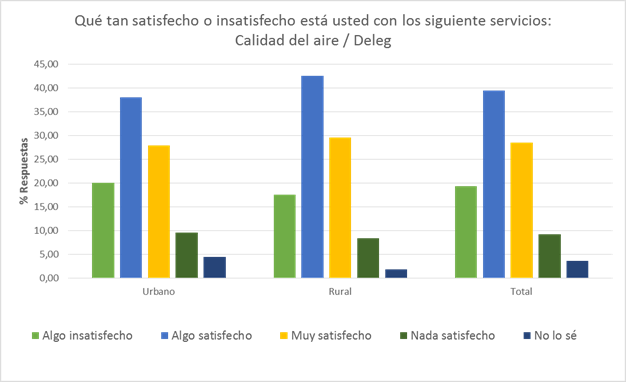 Qué tan satisfecho o insatisfecho está usted con los siguiente servicios:
Calidad del aire / Deleg
% Respuestas
45,00
40,00
35,00
30,00
25,00
20,00
15,00
10,00
5,00
0,00
Urbano Rural Total
Algo insatisfecho Algo satisfecho Muy satisfecho Nada satisfecho No lo sé